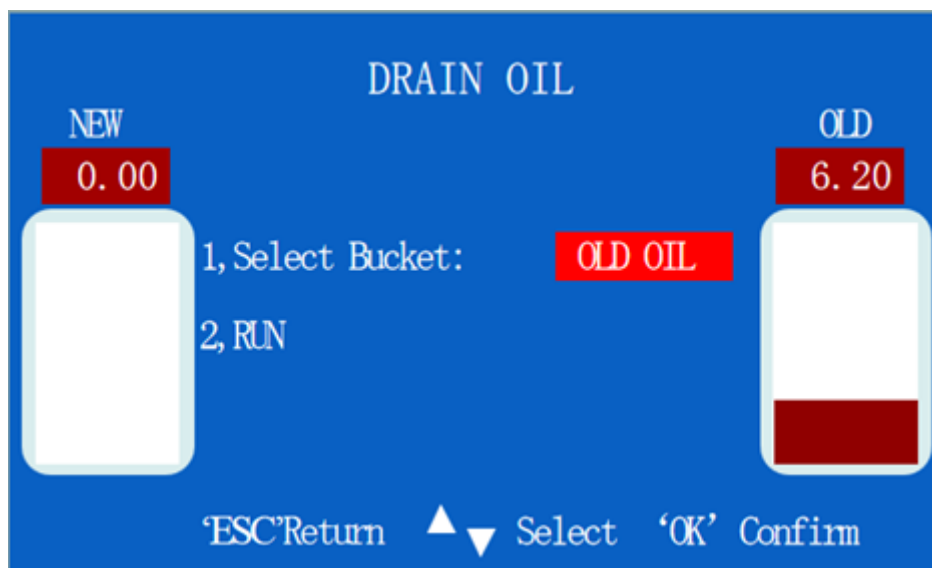 DRAIN OIL
NEW
OLD
0.00
6.20
1,Select Bucket: OLD OIL
2,RUN
‘ESC’Return ▲▼ Select ‘OK’ Confirm